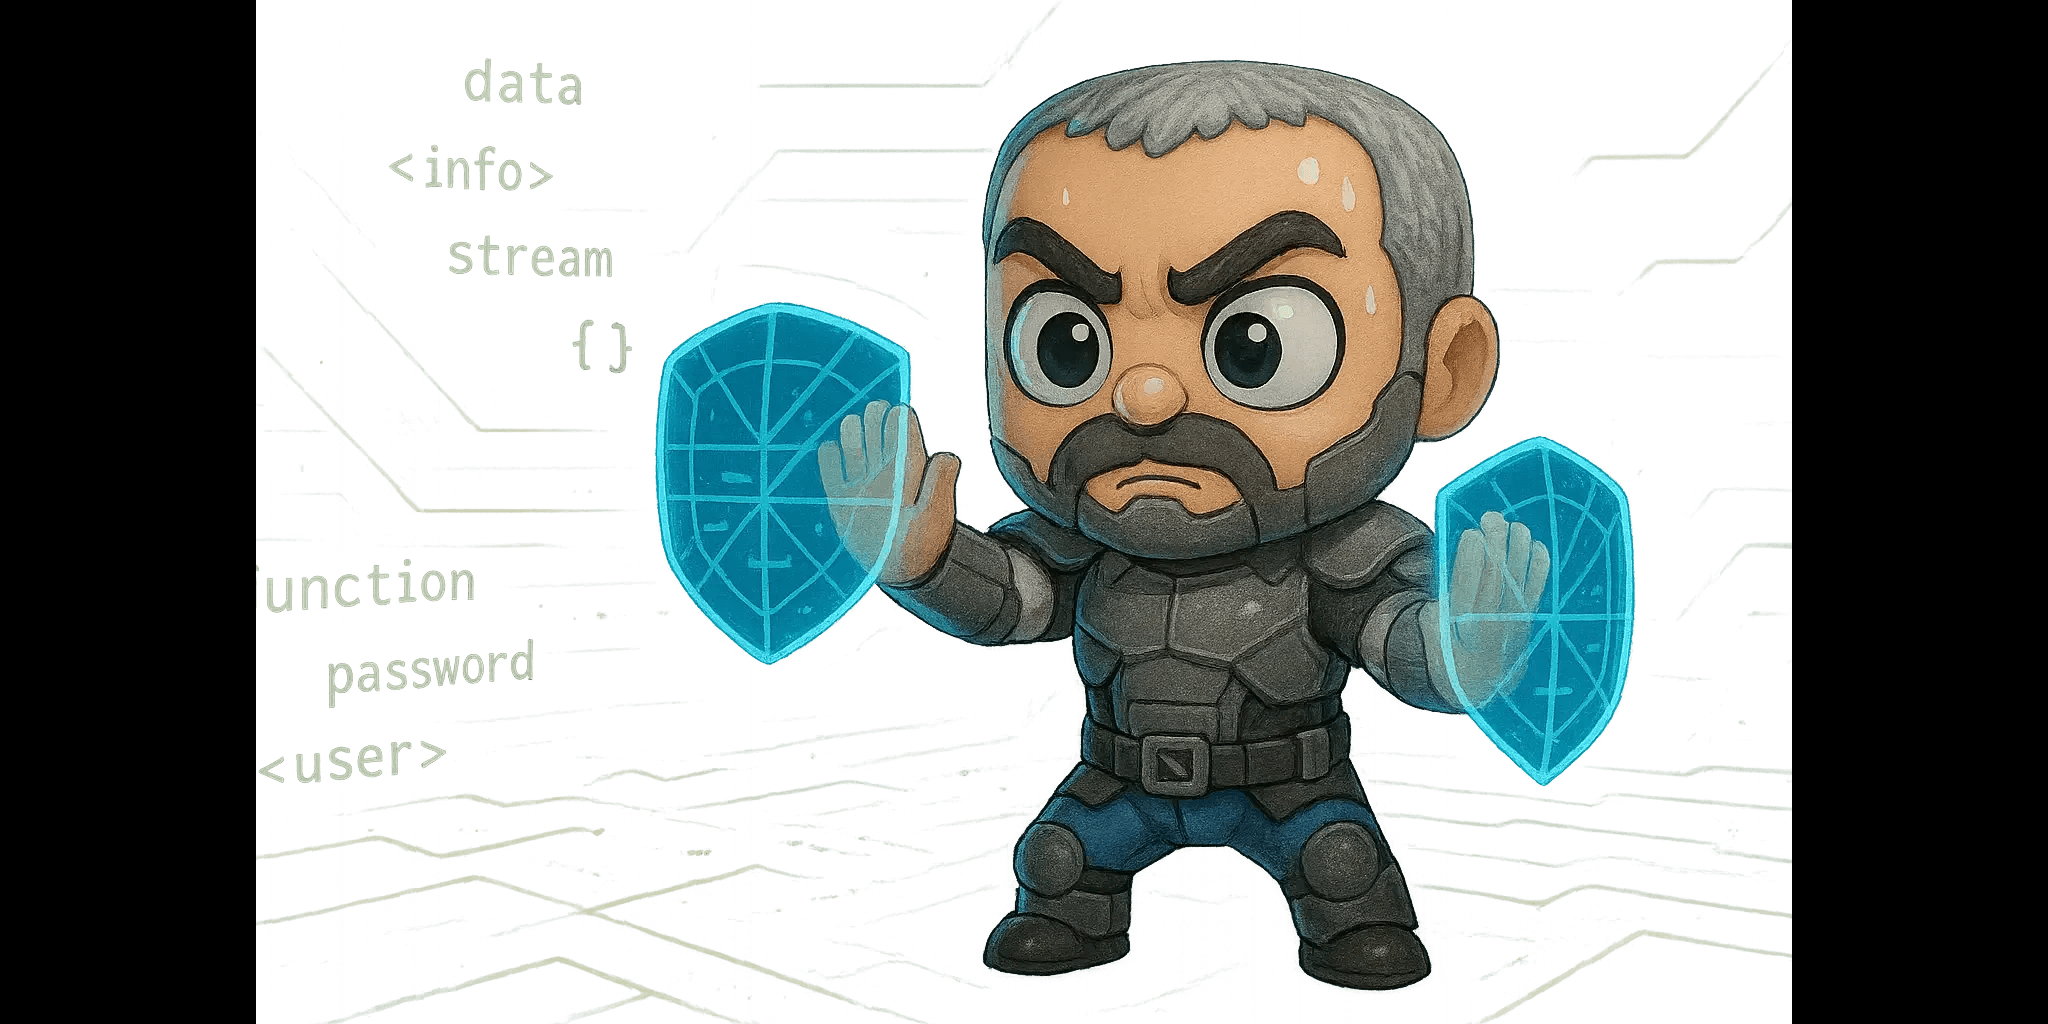 data
<info>
stream
{}
unction
password
<user>